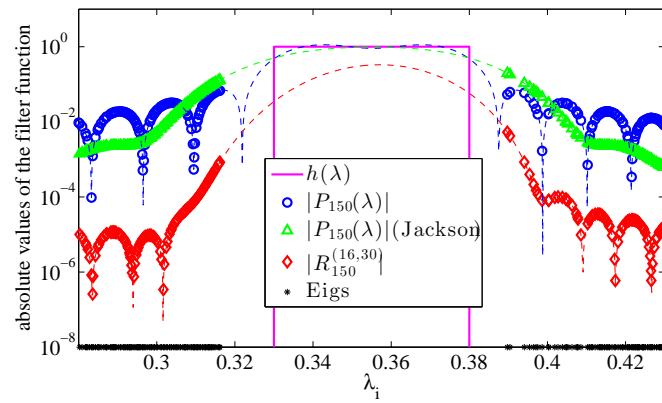 absolute values of the filter function
10^0
10^-2
10^-4
10^-6
10^-8
h(λ)
|P_150(λ)|
|P_150(λ)|(Jackson
|R_150^(16,30)|
Eigs
0.3 0.32 0.34 0.36 0.38 0.4 0.42
λ_i